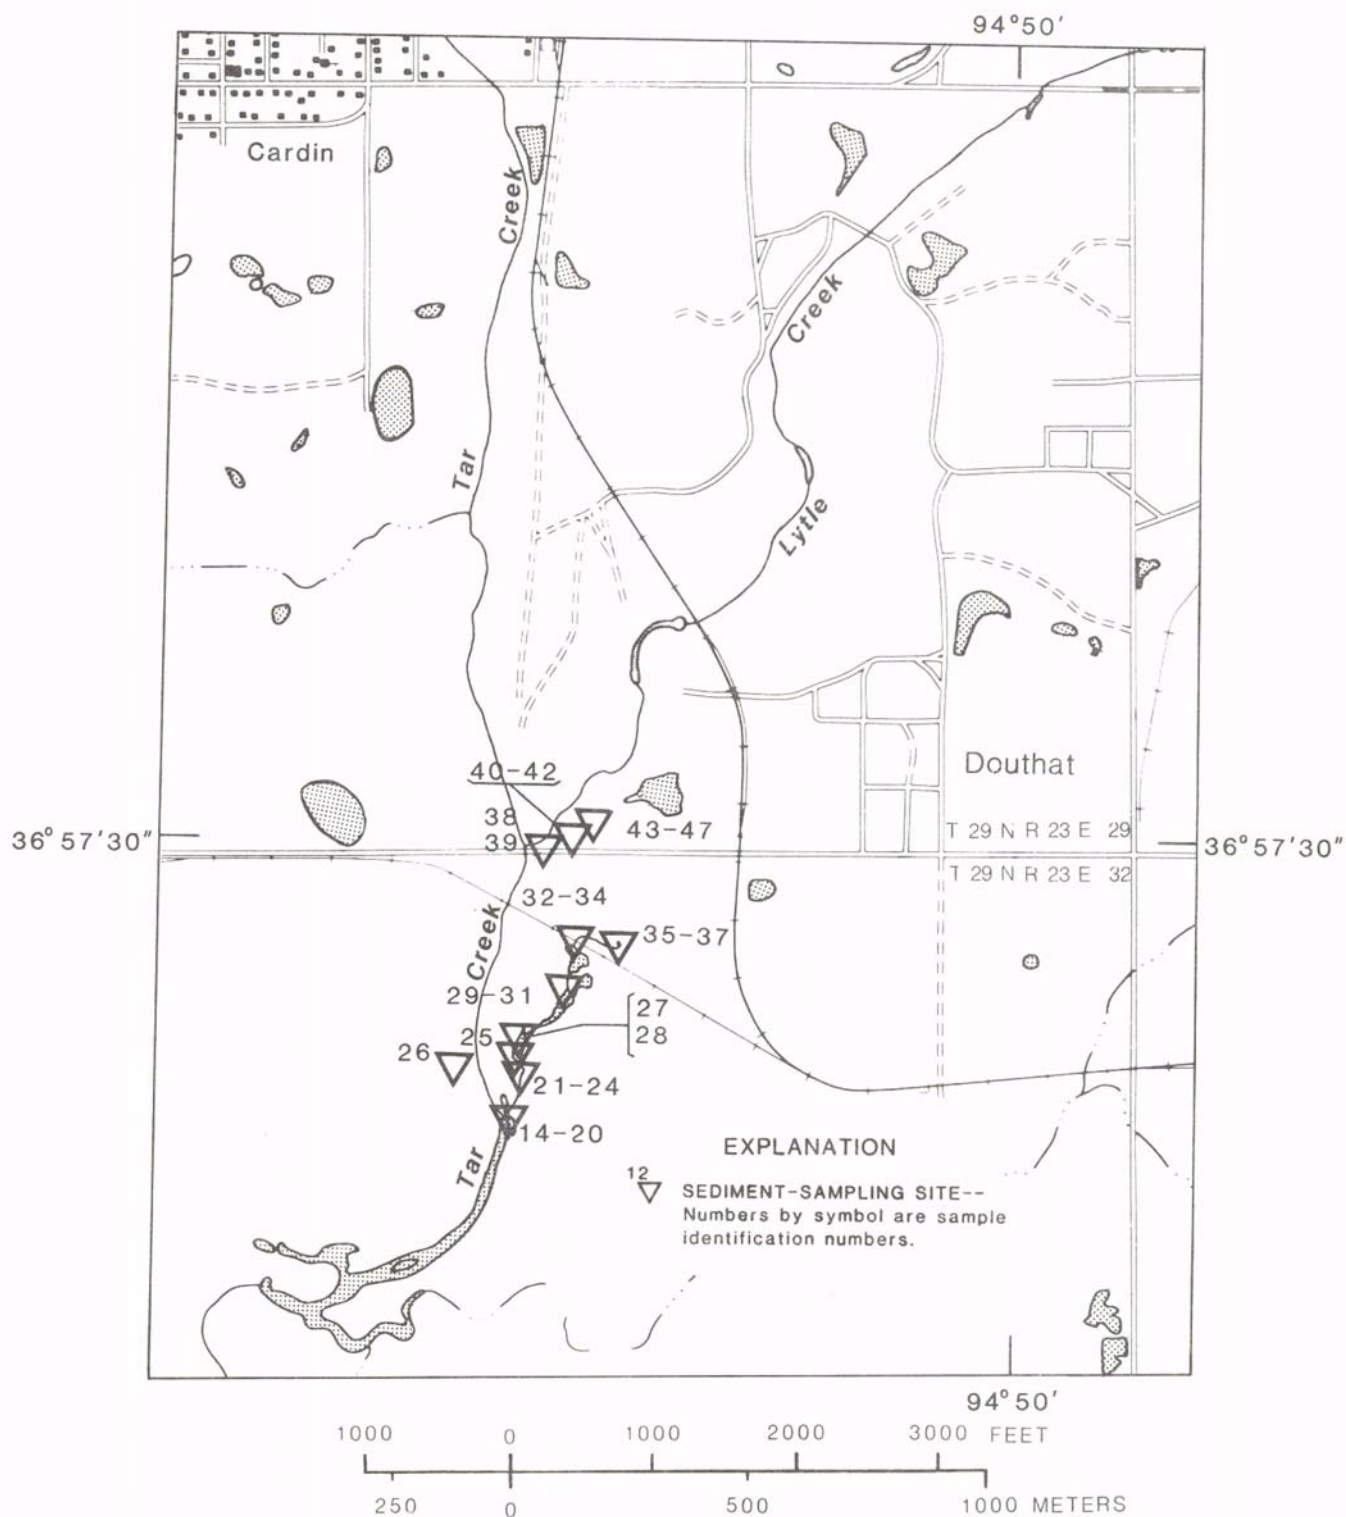 94°50'
Cardin
Creek
Creek
Tar
Lytle
Douthat
40-42
38
39
43-47
T 29 N R 23 E 29
36°57'30"
36°57'30"
T 29 N R 23 E 32
32-34
Creek
35-37
29-31
27
28
25
26
21-24
14-20
Tar
EXPLANATION
12
SEDIMENT-SAMPLING SITE--
Numbers by symbol are sample
identification numbers.
94°50'
1000 0 1000 2000 3000 FEET
250 0 500 1000 METERS